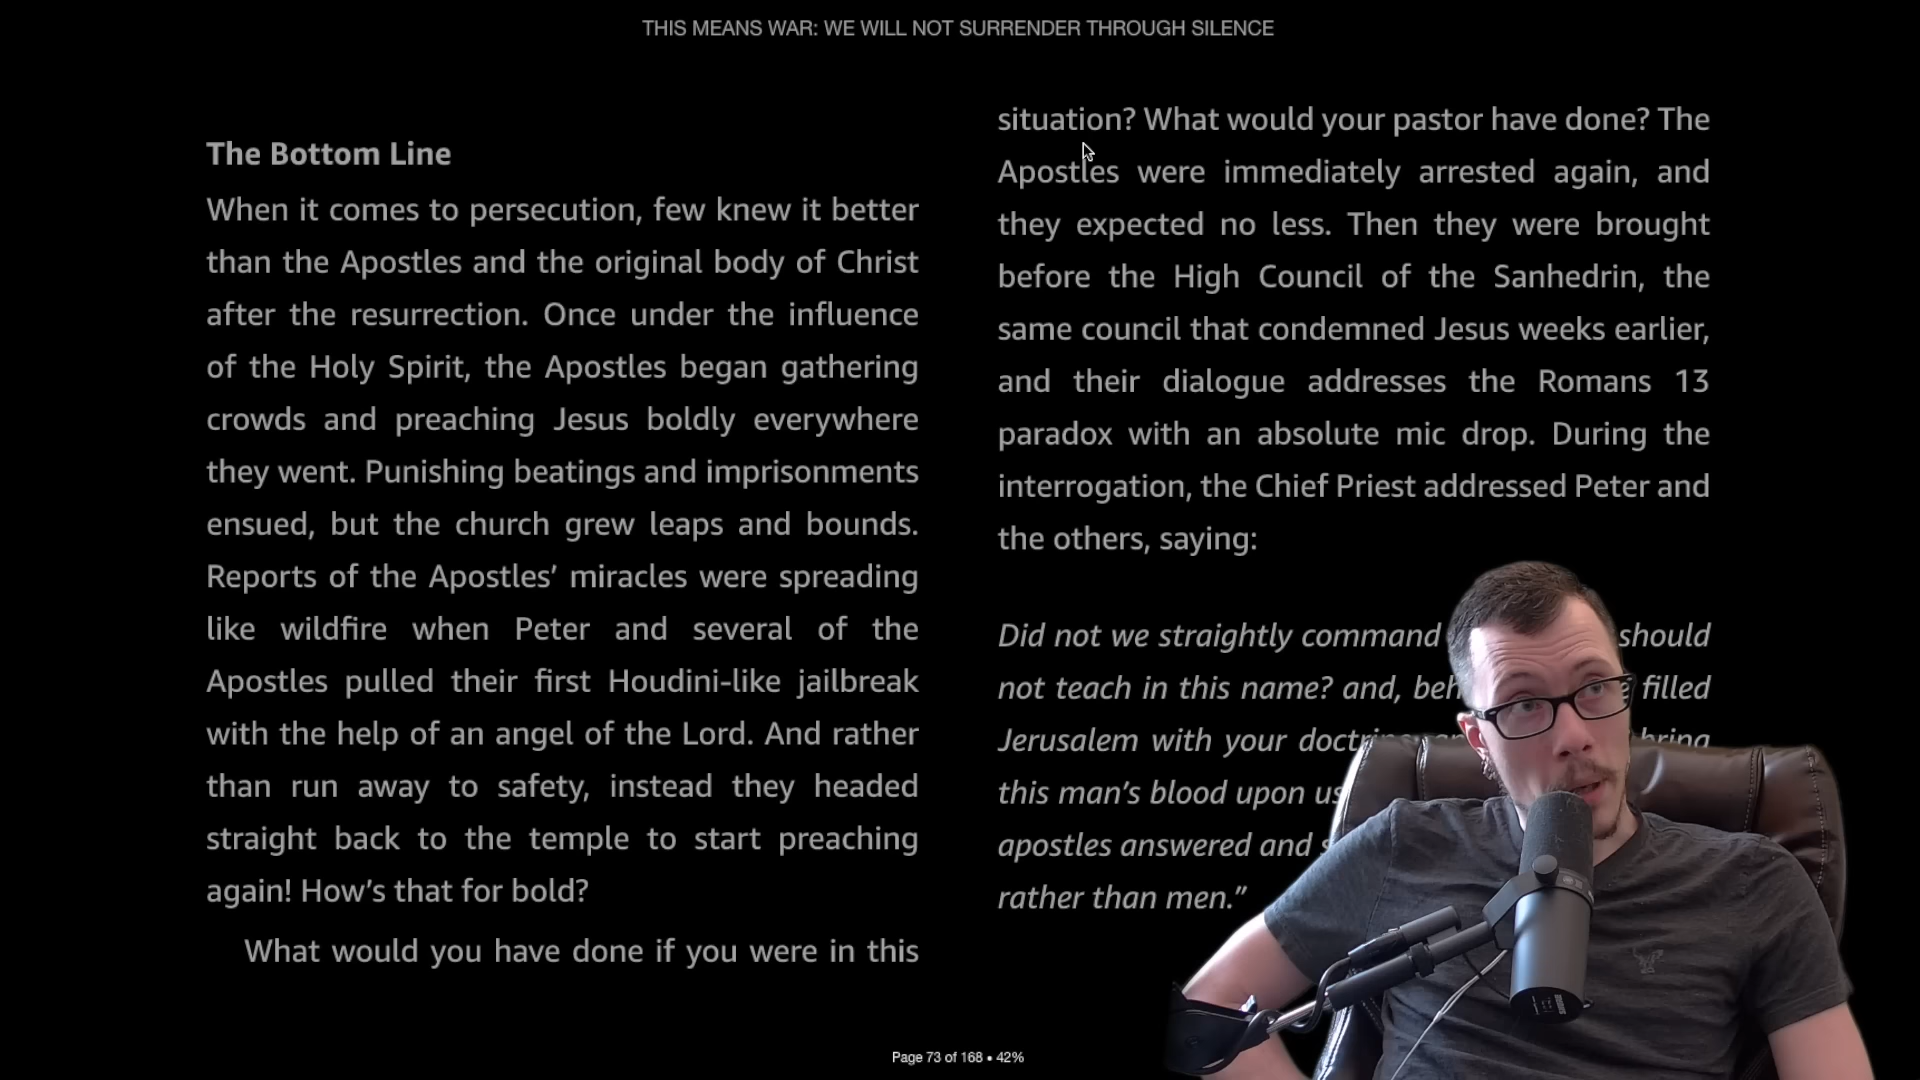 THIS MEANS WAR: WE WILL NOT SURRENDER THROUGH SILENCE
The Bottom Line
When it comes to persecution, few knew it better
than the Apostles and the original body of Christ
after the resurrection. Once under the influence
of the Holy Spirit, the Apostles began gathering
crowds and preaching Jesus boldly everywhere
they went. Punishing beatings and imprisonments
ensued, but the church grew leaps and bounds.
Reports of the Apostles’ miracles were spreading
like wildfire when Peter and several of the
Apostles pulled their first Houdini-like jailbreak
with the help of an angel of the Lord. And rather
than run away to safety, instead they headed
straight back to the temple to start preaching
again! How’s that for bold?
What would you have done if you were in this
situation? What would your pastor have done? The
Apostles were immediately arrested again, and
they expected no less. Then they were brought
before the High Council of the Sanhedrin, the
same council that condemned Jesus weeks earlier,
and their dialogue addresses the Romans 13
paradox with an absolute mic drop. During the
interrogation, the Chief Priest addressed Peter and
the others, saying:
Did not we straightly command should
not teach in this name? and, filled
Jerusalem with your bring
this man’s blood upon us
apostles answered and
rather than men.”
Page 73 of 168 • 42%